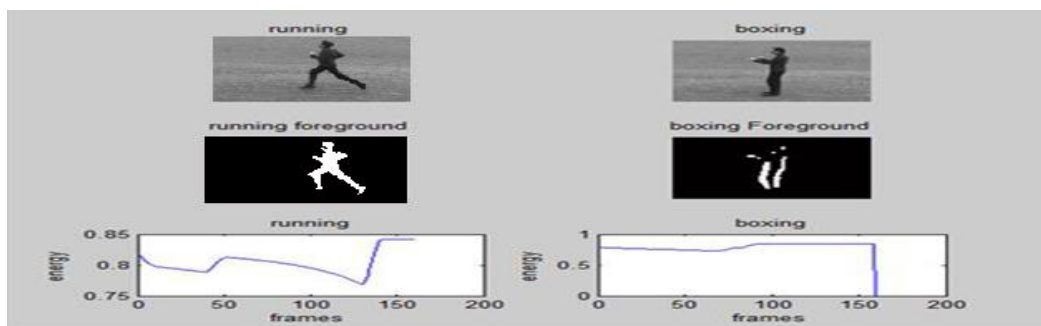 running
boxing
running foreground
boxing Foreground
running
0.85
0.8
0.75
energy
0
50
100
150
200
frames
boxing
1
0.5
0
energy
0
50
100
150
200
frames